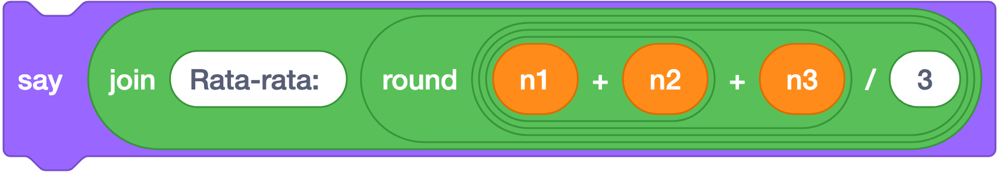 say join Rata-rata: round n1 + n2 + n3 / 3